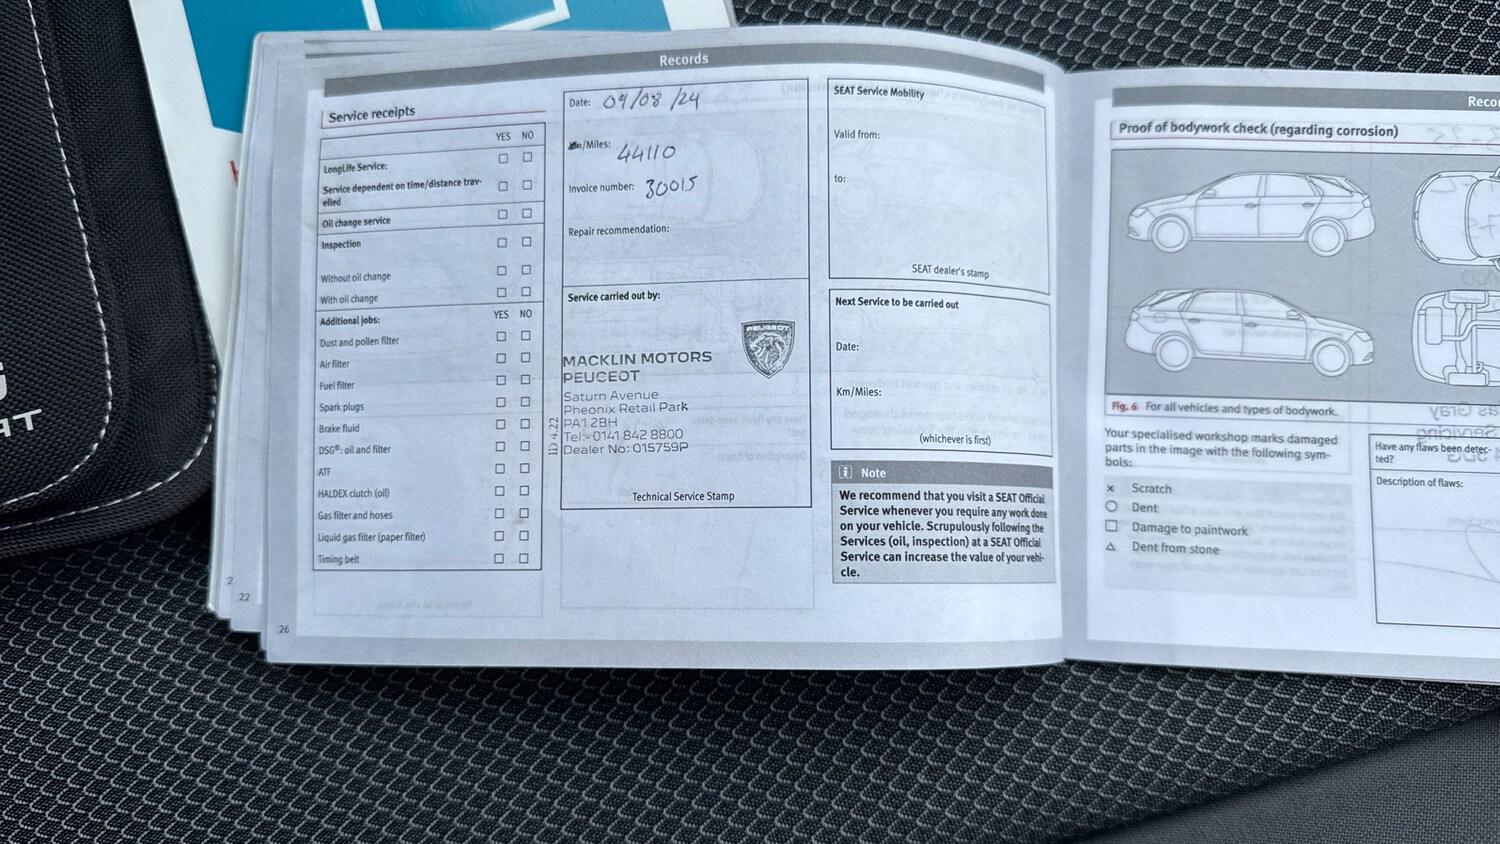 Records
Service receipts
YES NO
LongLife Service:
Service dependent on time/distance trav-
elled
Oil change service
Inspection
Without oil change
With oil change
Additional jobs: YES NO
Dust and pollen filter
Air filter
Fuel filter
Spark plugs
Brake fluid
DSG®: oil and filter
ATF
HALDEX clutch (oil)
Gas filter and hoses
Liquid gas filter (paper filter)
Timing belt
2
22
26
Date: 09/08/24
Km/Miles: 44110
Invoice number: 30015
Repair recommendation:
Service carried out by:
PEUGEOT
MACKLIN MOTORS
PEUGEOT
Saturn Avenue
Pheonix Retail Park
PA1 2BH
Tel:- 0141 842 8800
Dealer No: 015759P
ID 4.22
Technical Service Stamp
SEAT Service Mobility
Valid from:
to:
SEAT dealer's stamp
Next Service to be carried out
Date:
Km/Miles:
(whichever is first)
Note
We recommend that you visit a SEAT Official
Service whenever you require any work done
on your vehicle. Scrupulously following the
Services (oil, inspection) at a SEAT Official
Service can increase the value of your vehi-
cle.
Recor
Proof of bodywork check (regarding corrosion)
Fig. 6 For all vehicles and types of bodywork.
Your specialised workshop marks damaged
parts in the image with the following sym-
bols:
Scratch
Dent
Damage to paintwork
Dent from stone
Have any flaws been detec-
ted?
Description of flaws: